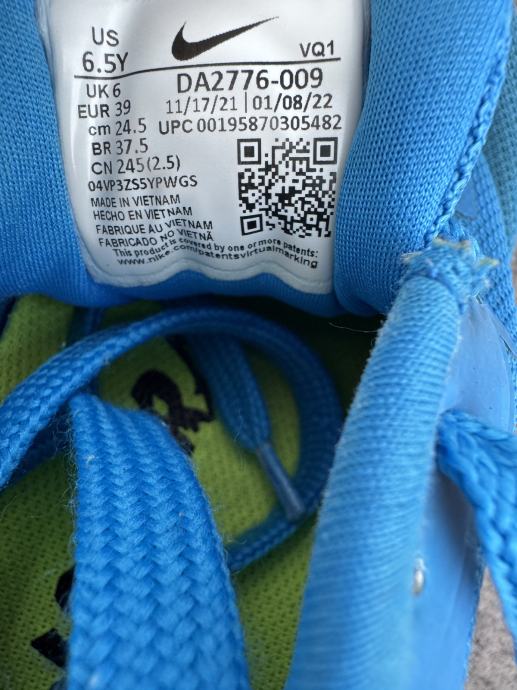 US
6.5Y
VQ1
UK 6
DA2776-009
EUR 39
11/17/21 | 01/08/22
cm 24.5
UPC 00195870305482
BR 37.5
CN 245(2.5)
04VP3ZS5YPWGS
MADE IN VIETNAM
HECHO EN VIETNAM
FABRIQUE AU VIETNAM
FABRICADO NO VIETNÃ
This product is covered by one or more patents:
www.nike.com/patentsvirtualmarking